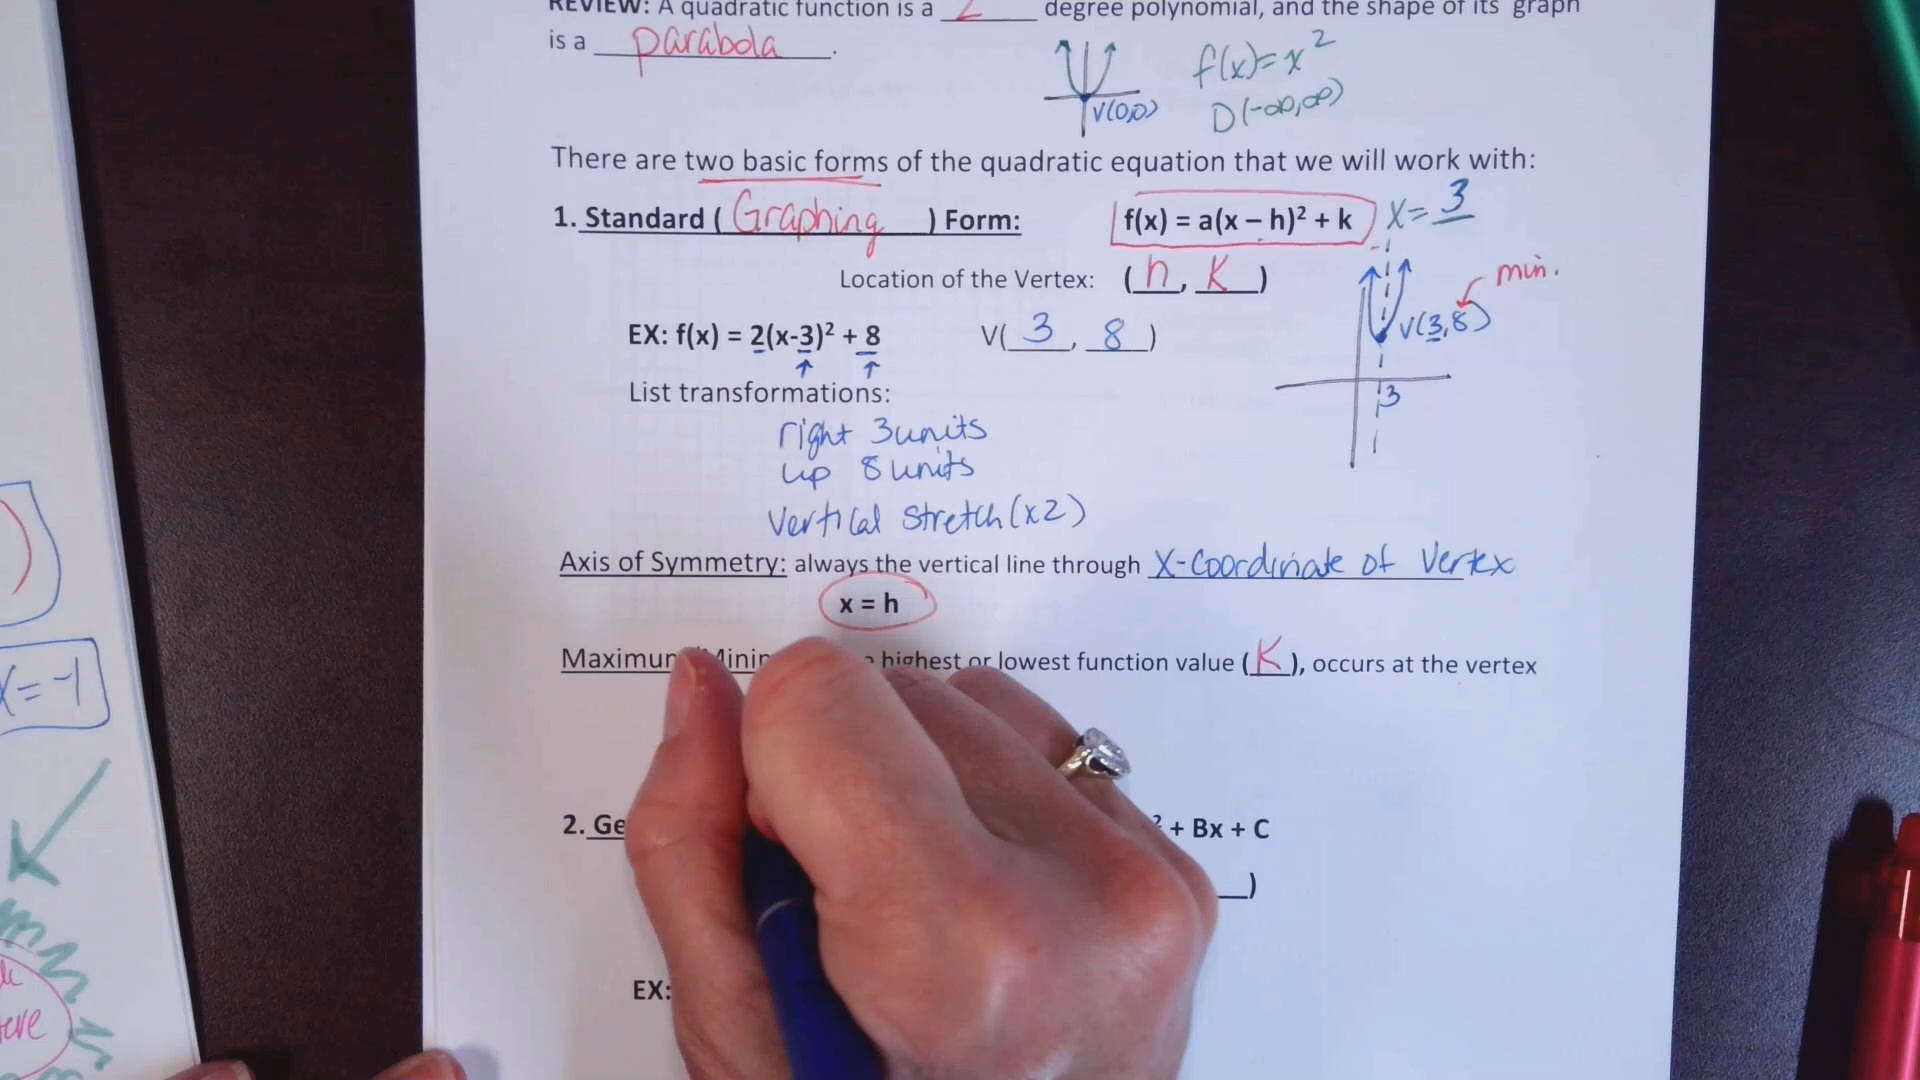 REVIEW: A quadratic function is a 2 degree polynomial, and the shape of its graph
is a parabola.
f(x)=x²
V(0,0)
D(-∞,∞)
There are two basic forms of the quadratic equation that we will work with:
1. Standard (Graphing) Form: f(x) = a(x – h)² + k x=3
Location of the Vertex: (h, K) min.
V(3,8)
EX: f(x) = 2(x-3)² + 8 V(3, 8)
List transformations: 3
right 3units
up 8 units
Vertical Stretch(x2)
Axis of Symmetry: always the vertical line through X-Coordinate of Vertex
x = h
highest or lowest function value (K), occurs at the vertex
x=-1
2. Ge + Bx + C
)
EX: